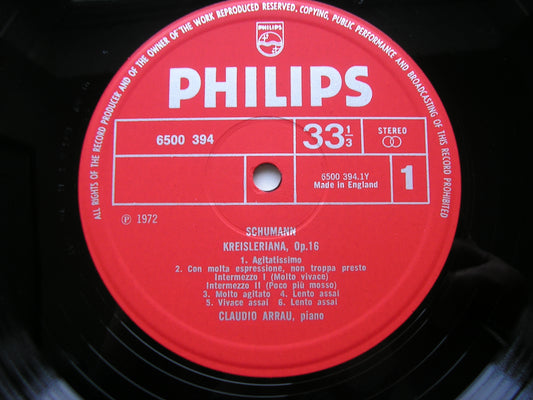 ALL RIGHTS OF THE RECORD PRODUCER AND OF THE OWNER OF THE WORK REPRODUCED RESERVED. COPYING, PUBLIC PERFORMANCE AND BROADCASTING OF THIS RECORD PROHIBITED
PHILIPS
PHILIPS
6500 394
33⅓
STEREO
6500 394.1Y
Made in England
1
℗ 1972
SCHUMANN
KREISLERIANA, Op.16
1. Agitatissimo
2. Con molta espressione, non troppa presto
Intermezzo I (Molto vivace)
Intermezzo II (Poco più mosso)
3. Molto agitato 4. Lento assai
5. Vivace assai 6. Lento assai
CLAUDIO ARRAU, piano